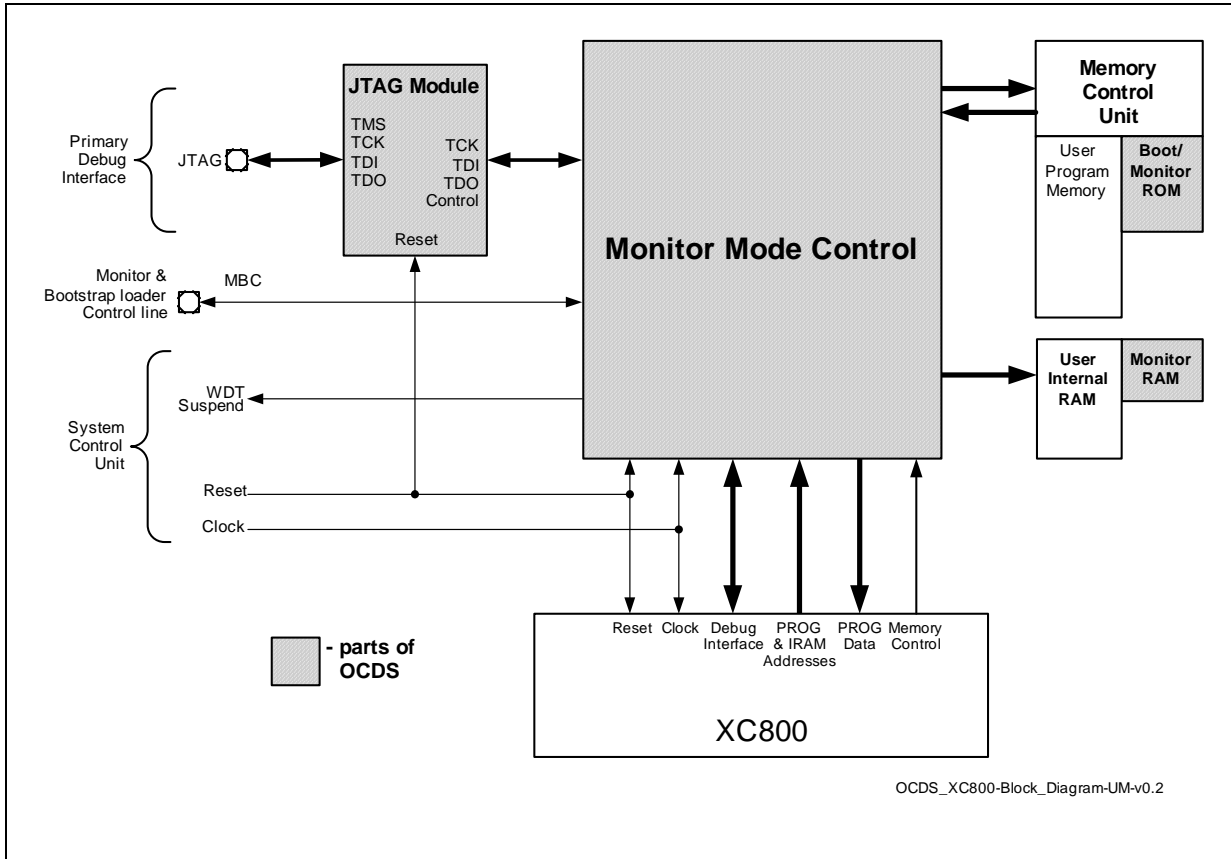 JTAG Module
TMS
TCK
TDI
TDO
TCK
TDI
TDO
Control
Reset
Primary
Debug
Interface
JTAG
Monitor &
Bootstrap loader
Control line
MBC
System
Control
Unit
WDT
Suspend
Reset
Clock
Monitor Mode Control
Memory
Control
Unit
User
Program
Memory
Boot/
Monitor
ROM
User
Internal
RAM
Monitor
RAM
Reset
Clock
Debug
Interface
PROG
& IRAM
Addresses
PROG
Data
Memory
Control
XC800
- parts of
OCDS
OCDS_XC800-Block_Diagram-UM-v0.2